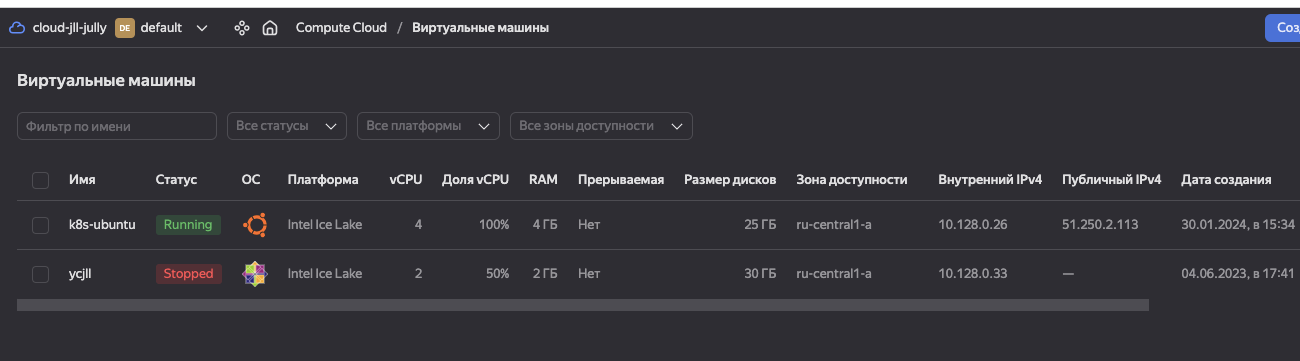 cloud-jll-jully DE default Compute Cloud / Виртуальные машины
Виртуальные машины
Фильтр по имени Все статусы Все платформы Все зоны доступности
Имя Статус ОС Платформа vCPU Доля vCPU RAM Прерываемая Размер дисков Зона доступности Внутренний IPv4 Публичный IPv4 Дата создания
k8s-ubuntu Running Intel Ice Lake 4 100% 4 ГБ Нет 25 ГБ ru-central1-a 10.128.0.26 51.250.2.113 30.01.2024, в 15:34
ycjll Stopped Intel Ice Lake 2 50% 2 ГБ Нет 30 ГБ ru-central1-a 10.128.0.33 — 04.06.2023, в 17:41